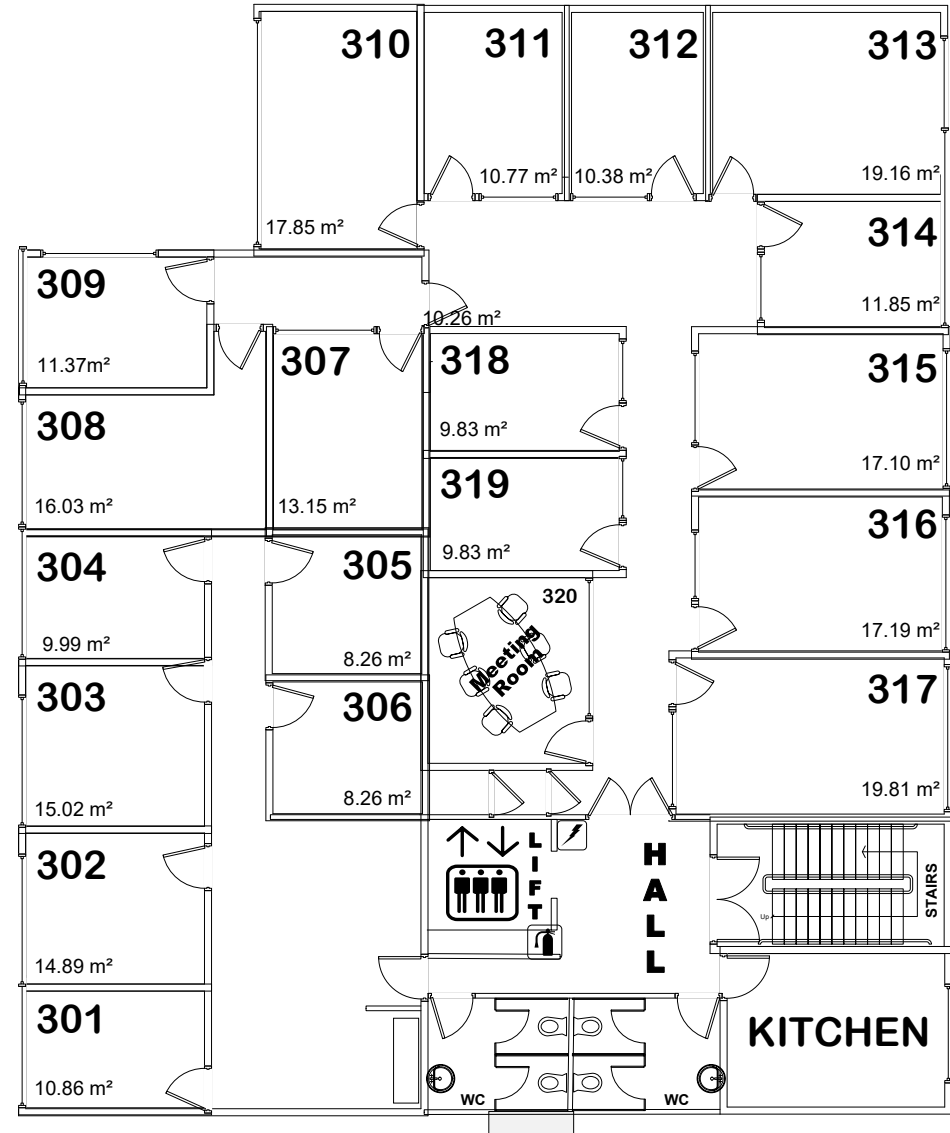 310
17.85 m²
311
10.77 m²
312
10.38 m²
313
19.16 m²
314
11.85 m²
309
11.37m²
10.26 m²
307
13.15 m²
318
9.83 m²
315
17.10 m²
308
16.03 m²
319
9.83 m²
316
17.19 m²
304
9.99 m²
305
8.26 m²
320
Meeting
Room
303
15.02 m²
306
8.26 m²
317
19.81 m²
302
14.89 m²
LIFT
HALL
Up
STAIRS
301
10.86 m²
KITCHEN
WC
WC